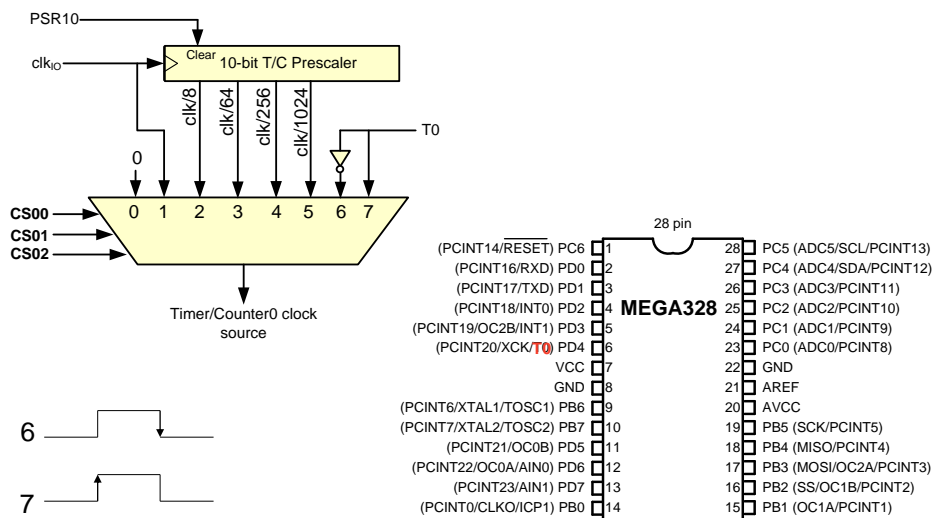 PSR10
clkIO
Clear
10-bit T/C Prescaler
clk/8
clk/64
clk/256
clk/1024
T0
0
0 1 2 3 4 5 6 7
CS00
CS01
CS02
Timer/Counter0 clock
source
6
7
28 pin
MEGA328
(PCINT14/RESET) PC6 1
(PCINT16/RXD) PD0 2
(PCINT17/TXD) PD1 3
(PCINT18/INT0) PD2 4
(PCINT19/OC2B/INT1) PD3 5
(PCINT20/XCK/T0) PD4 6
VCC 7
GND 8
(PCINT6/XTAL1/TOSC1) PB6 9
(PCINT7/XTAL2/TOSC2) PB7 10
(PCINT21/OC0B) PD5 11
(PCINT22/OC0A/AIN0) PD6 12
(PCINT23/AIN1) PD7 13
(PCINT0/CLKO/ICP1) PB0 14
28 PC5 (ADC5/SCL/PCINT13)
27 PC4 (ADC4/SDA/PCINT12)
26 PC3 (ADC3/PCINT11)
25 PC2 (ADC2/PCINT10)
24 PC1 (ADC1/PCINT9)
23 PC0 (ADC0/PCINT8)
22 GND
21 AREF
20 AVCC
19 PB5 (SCK/PCINT5)
18 PB4 (MISO/PCINT4)
17 PB3 (MOSI/OC2A/PCINT3)
16 PB2 (SS/OC1B/PCINT2)
15 PB1 (OC1A/PCINT1)